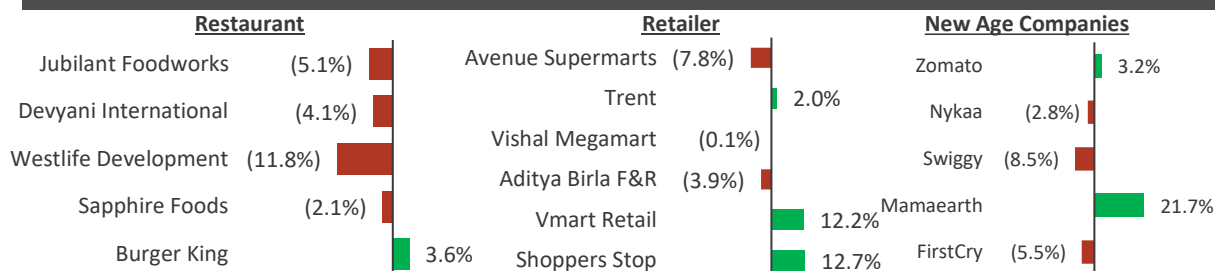 Restaurant
Jubilant Foodworks (5.1%)
Devyani International (4.1%)
Westlife Development (11.8%)
Sapphire Foods (2.1%)
Burger King 3.6%
Retailer
Avenue Supermarts (7.8%)
Trent 2.0%
Vishal Megamart (0.1%)
Aditya Birla F&R (3.9%)
Vmart Retail 12.2%
Shoppers Stop 12.7%
New Age Companies
Zomato 3.2%
Nykaa (2.8%)
Swiggy (8.5%)
Mamaearth 21.7%
FirstCry (5.5%)